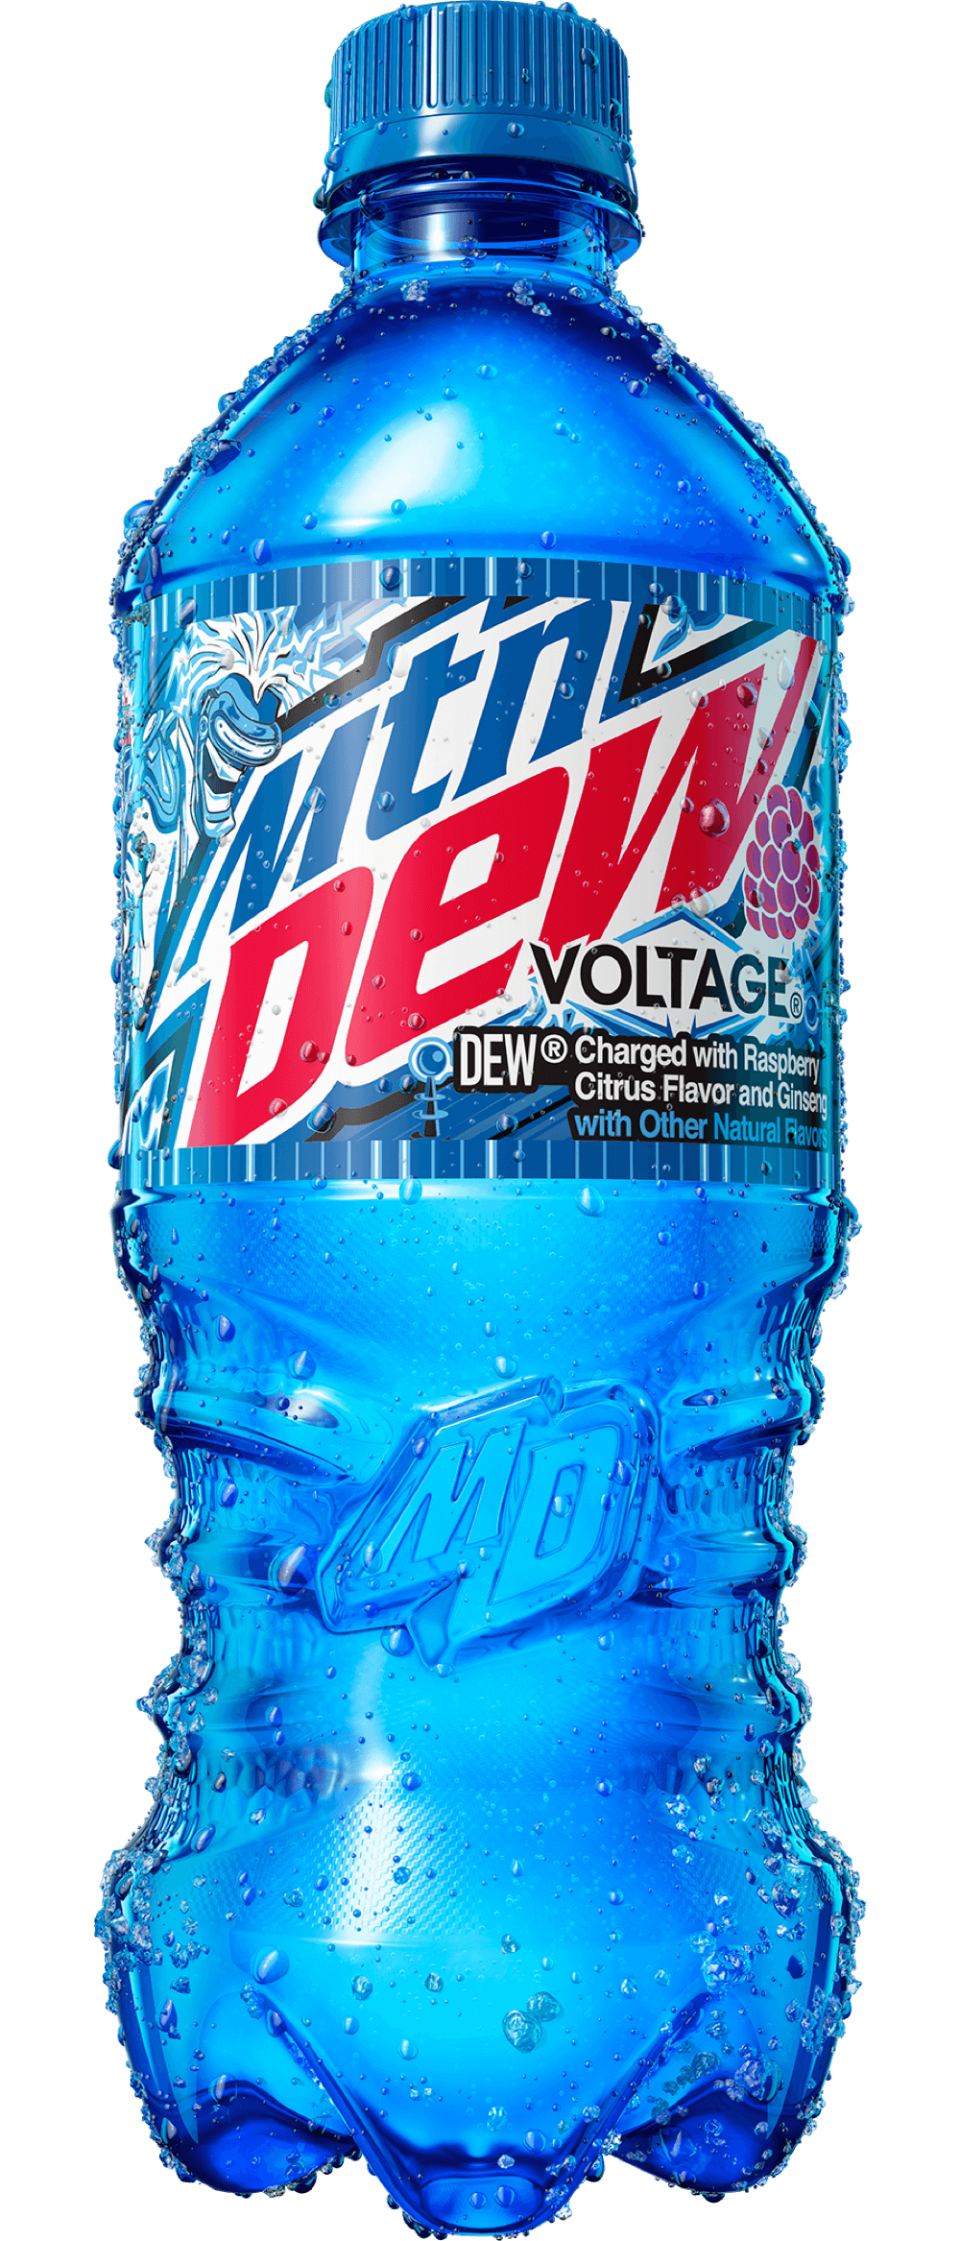 Mtn
Dew
VOLTAGE®
DEW® Charged with Raspberry
Citrus Flavor and Ginseng
with Other Natural Flavors
MD